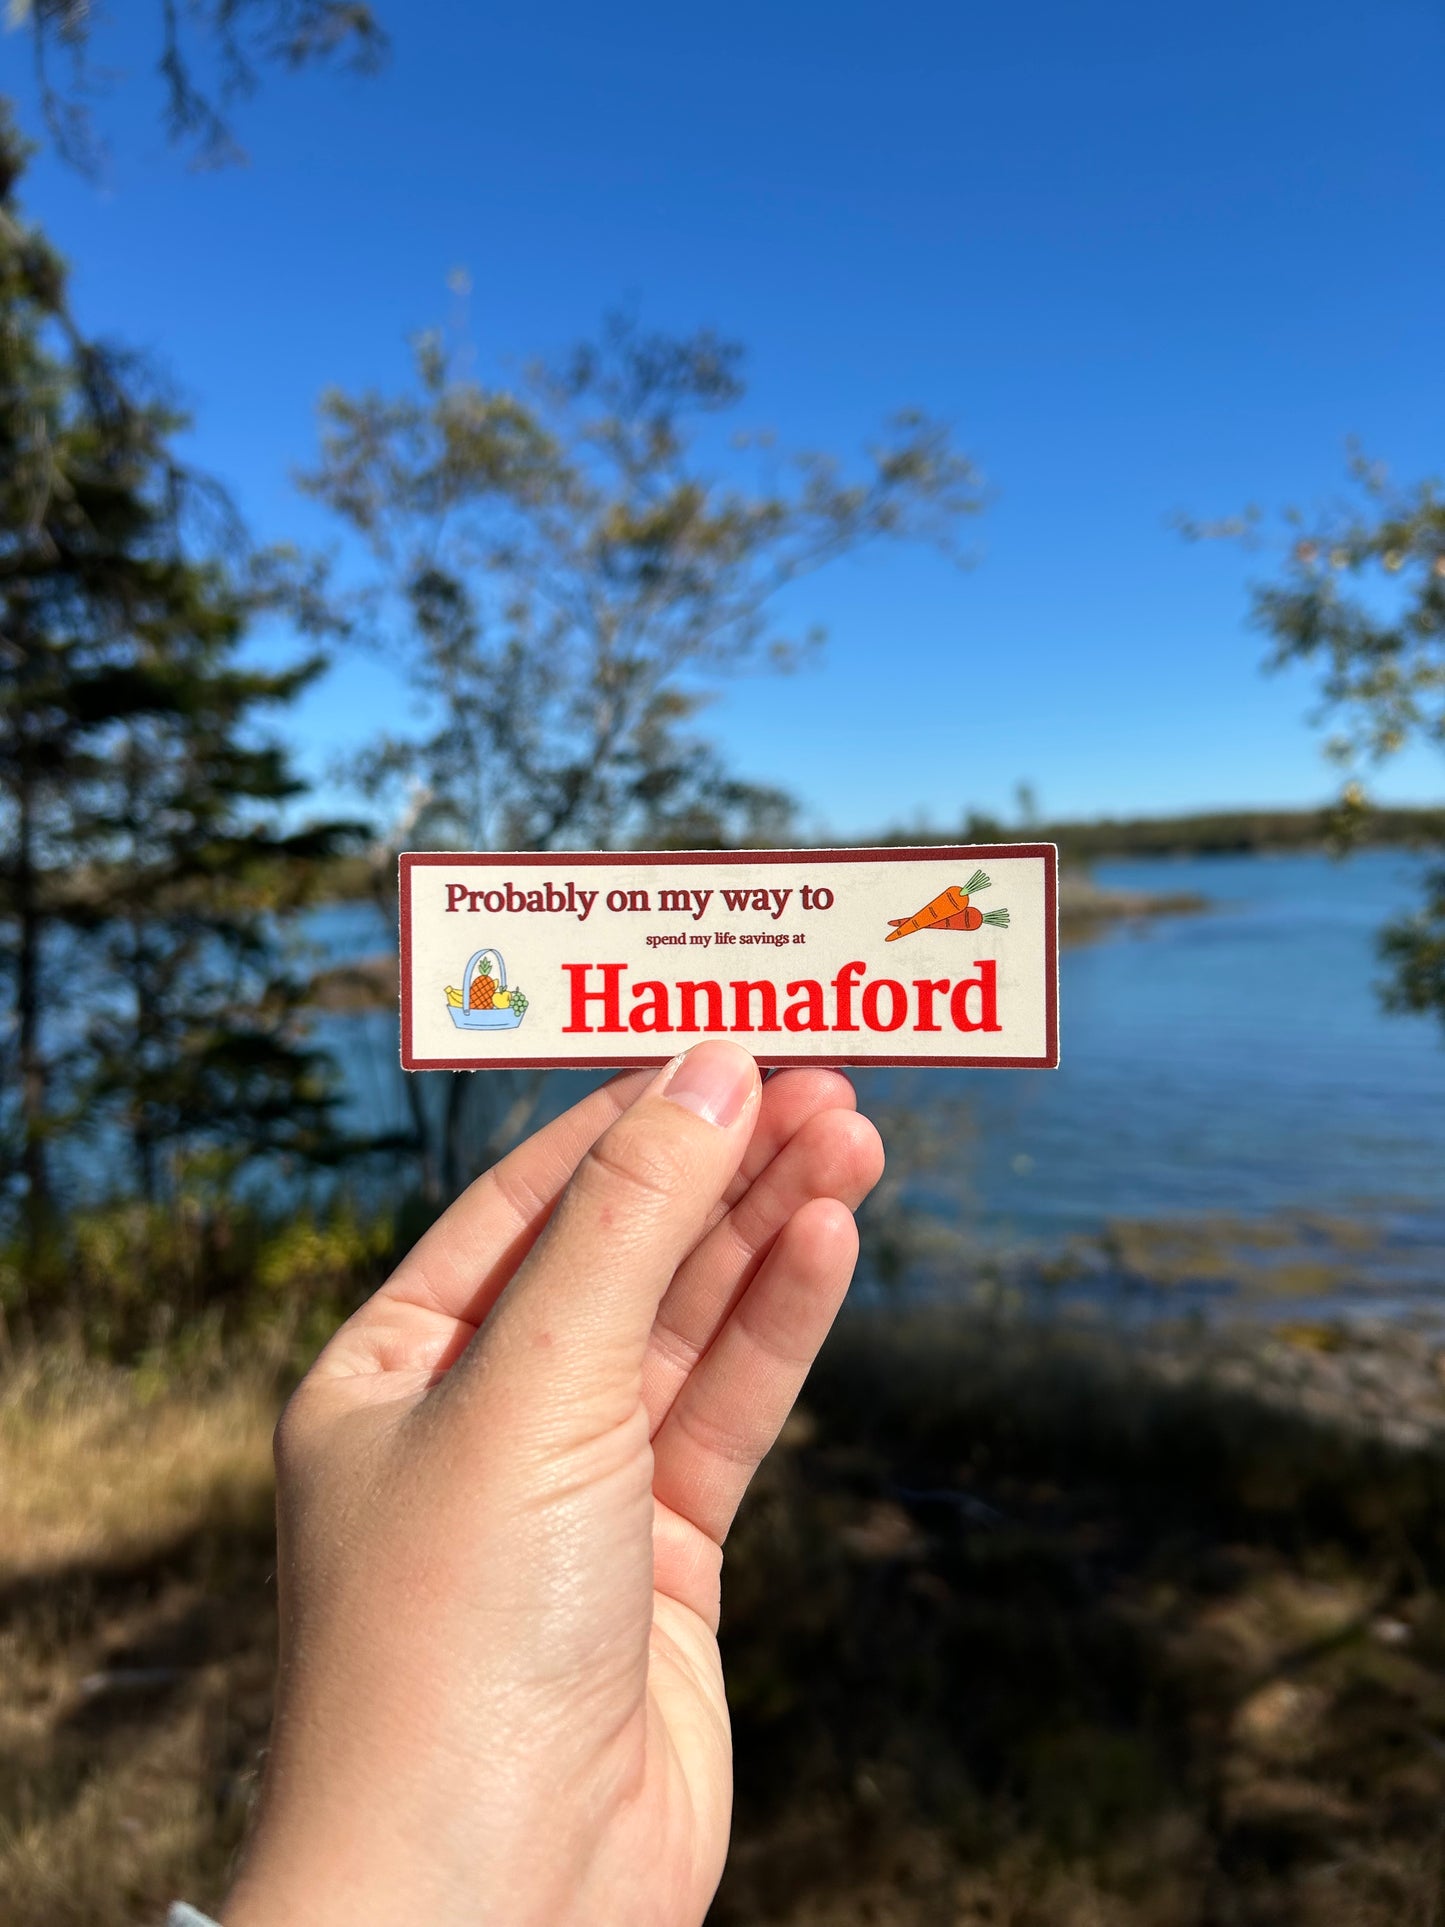 Probably on my way to
spend my life savings at
Hannaford